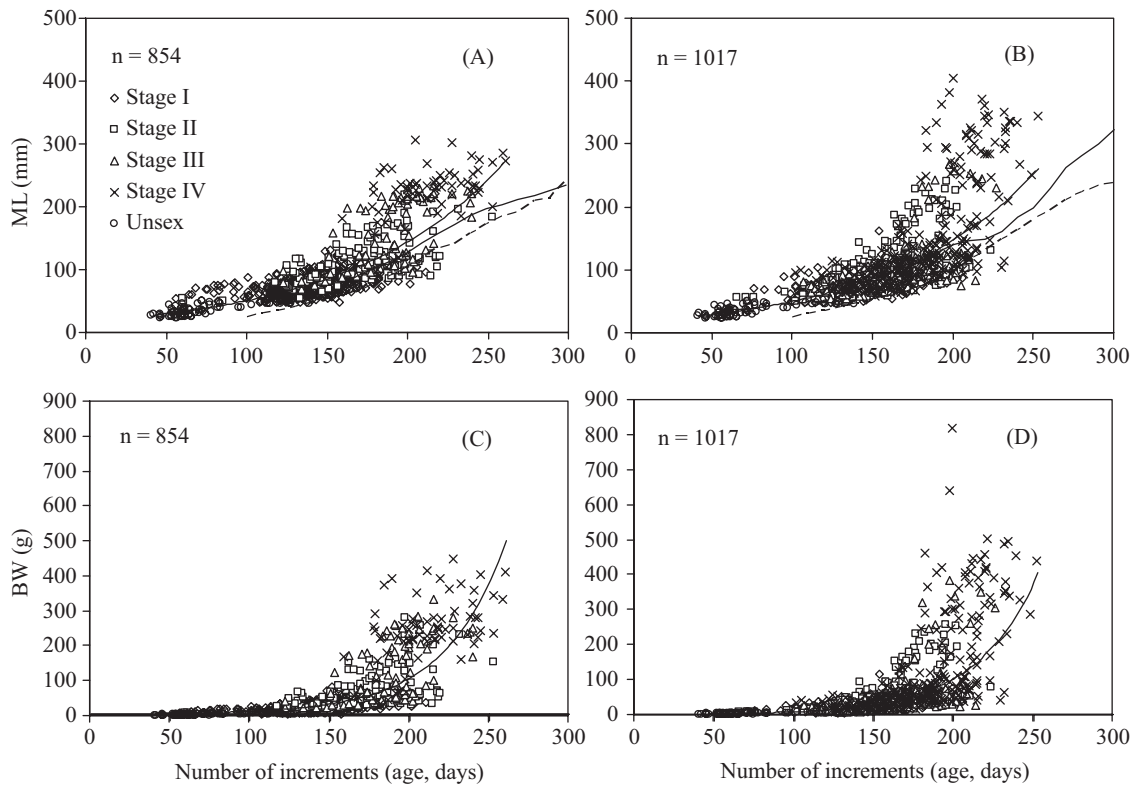 500
400
300
200
100
0
ML (mm)
n = 854
(A)
Stage I
Stage II
Stage III
Stage IV
Unsex
0 50 100 150 200 250 300
500
400
300
200
100
0
n = 1017
(B)
0 50 100 150 200 250 300
900
800
700
600
500
400
300
200
100
0
BW (g)
n = 854
(C)
0 50 100 150 200 250 300
Number of increments (age, days)
900
800
700
600
500
400
300
200
100
0
n = 1017
(D)
0 50 100 150 200 250 300
Number of increments (age, days)